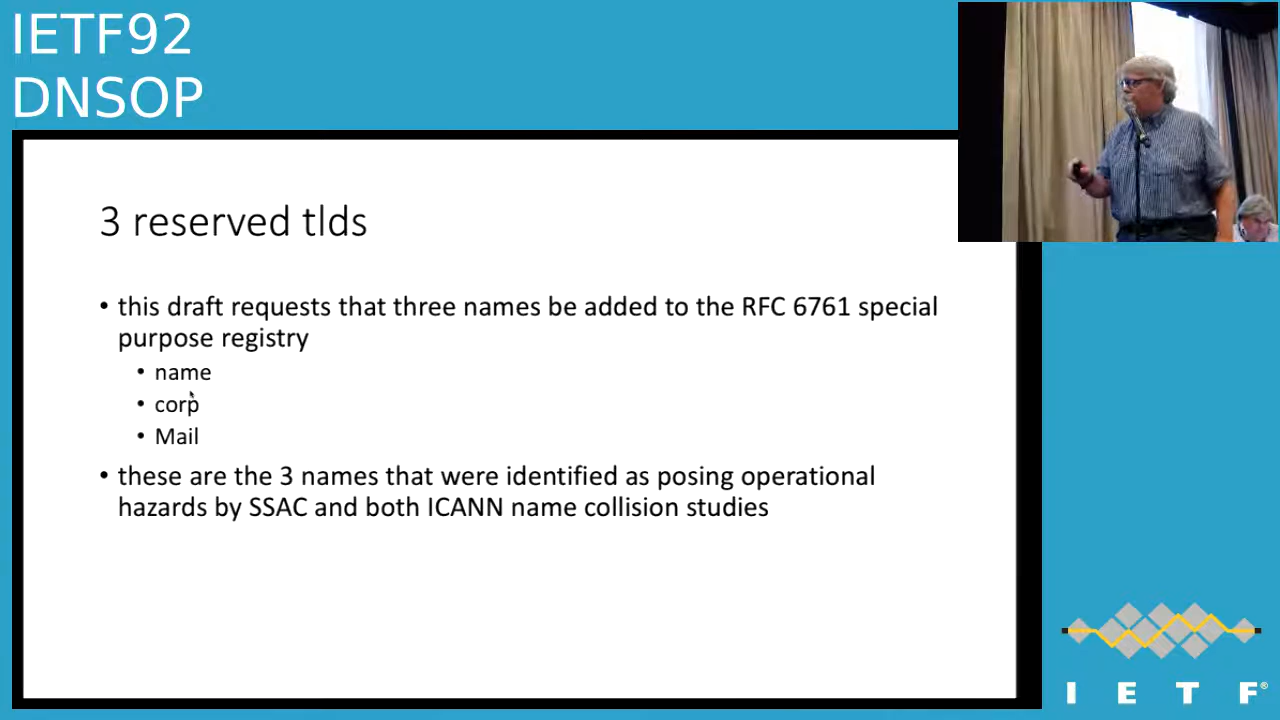 IETF92
DNSOP
3 reserved tlds
• this draft requests that three names be added to the RFC 6761 special
purpose registry
• name
• corp
• Mail
• these are the 3 names that were identified as posing operational
hazards by SSAC and both ICANN name collision studies
I E T F®